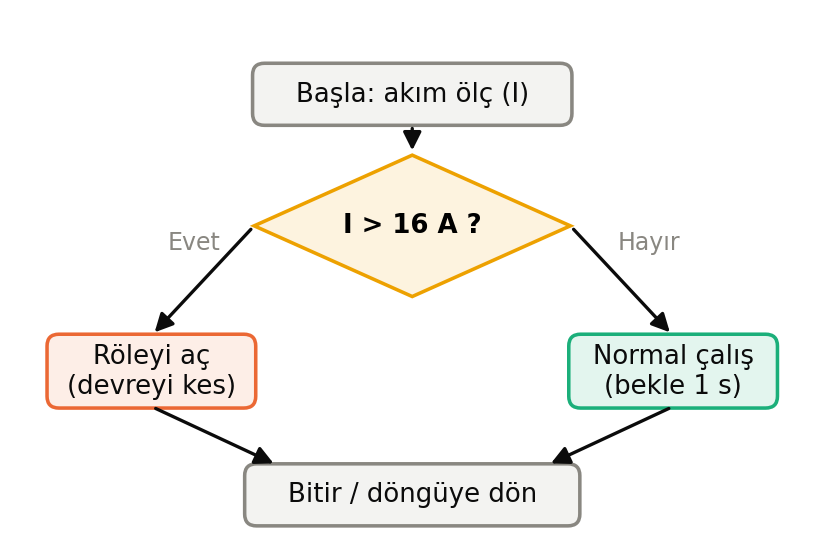 Başla: akım ölç (I)
I > 16 A ?
Evet
Hayır
Röleyi aç
(devreyi kes)
Normal çalış
(bekle 1 s)
Bitir / döngüye dön